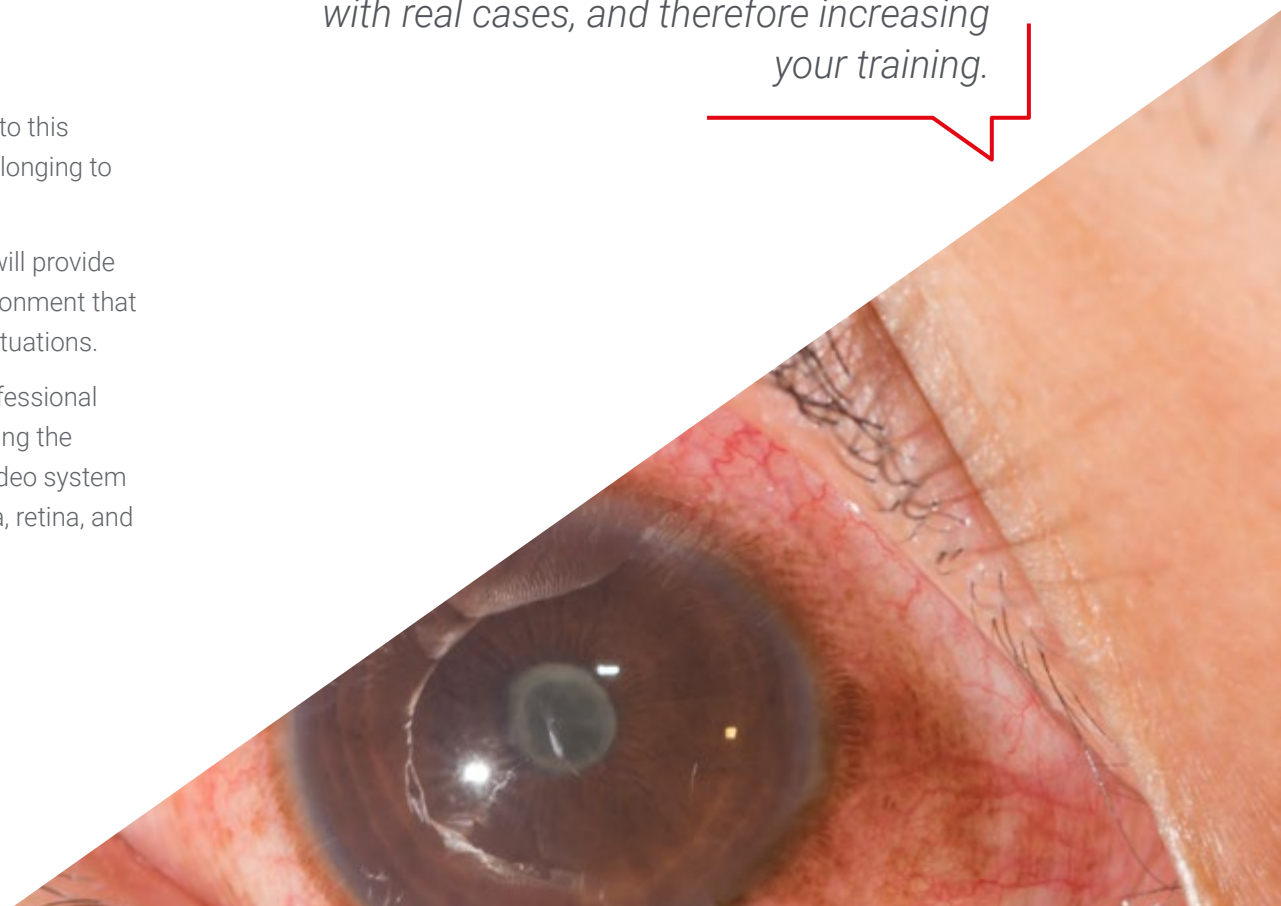 with real cases, and therefore increasing
your training.
to this
longing to
will provide
onment that
tuations.
fessional
ng the
deo system
a, retina, and